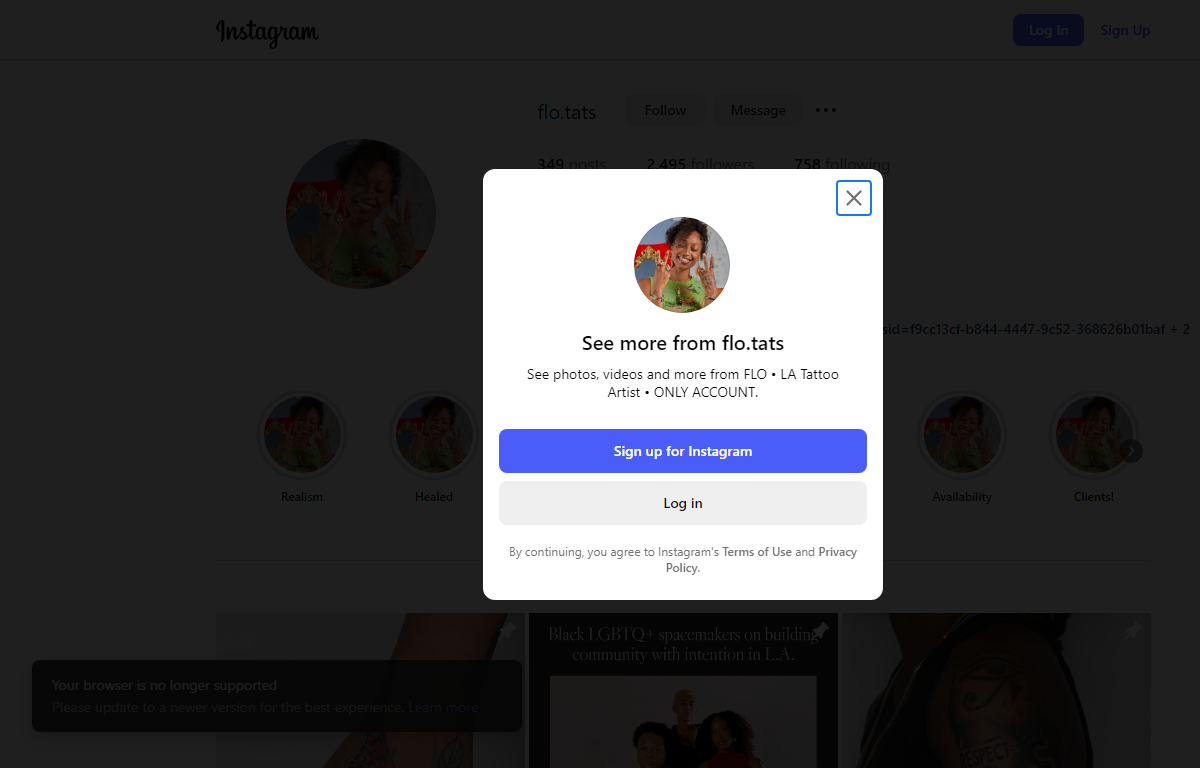 Instagram
Log In
Sign Up
flo.tats
Follow
Message
349 posts
2,495 followers
758 following
See more from flo.tats
See photos, videos and more from FLO • LA Tattoo
Artist • ONLY ACCOUNT.
sid=f9cc13cf-b844-4447-9c52-368626b01baf + 2
Sign up for Instagram
Log in
By continuing, you agree to Instagram's Terms of Use and Privacy
Policy.
Realism
Healed
Availability
Clients!
Black LGBTQ+ spacemakers on building
community with intention in L.A.
Your browser is no longer supported
Please update to a newer version for the best experience. Learn more
RESPECT